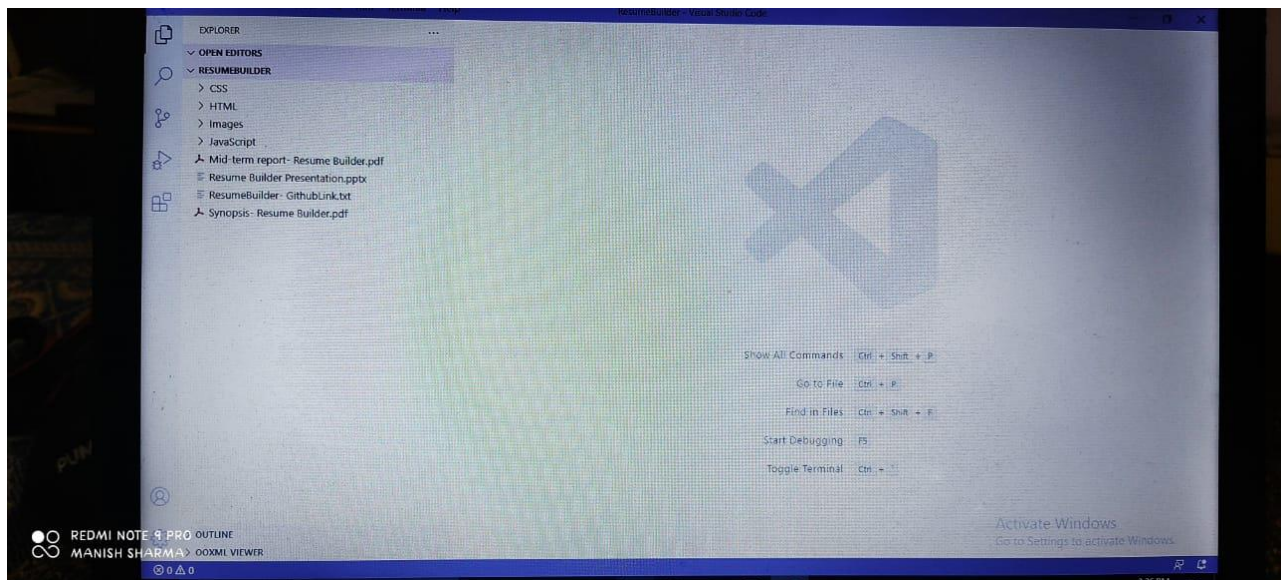 ResumeBuilder - Visual Studio Code
EXPLORER
...
OPEN EDITORS
RESUMEBUILDER
CSS
HTML
Images
JavaScript
Mid-term report- Resume Builder.pdf
Resume Builder Presentation.pptx
ResumeBuilder- GithubLink.txt
Synopsis- Resume Builder.pdf
Show All Commands Ctrl + Shift + P
Go to File Ctrl + P
Find in Files Ctrl + Shift + F
Start Debugging F5
Toggle Terminal Ctrl + `
Activate Windows
Go to Settings to activate Windows.
OUTLINE
OOXML VIEWER
0 0
REDMI NOTE 9 PRO
MANISH SHARMA